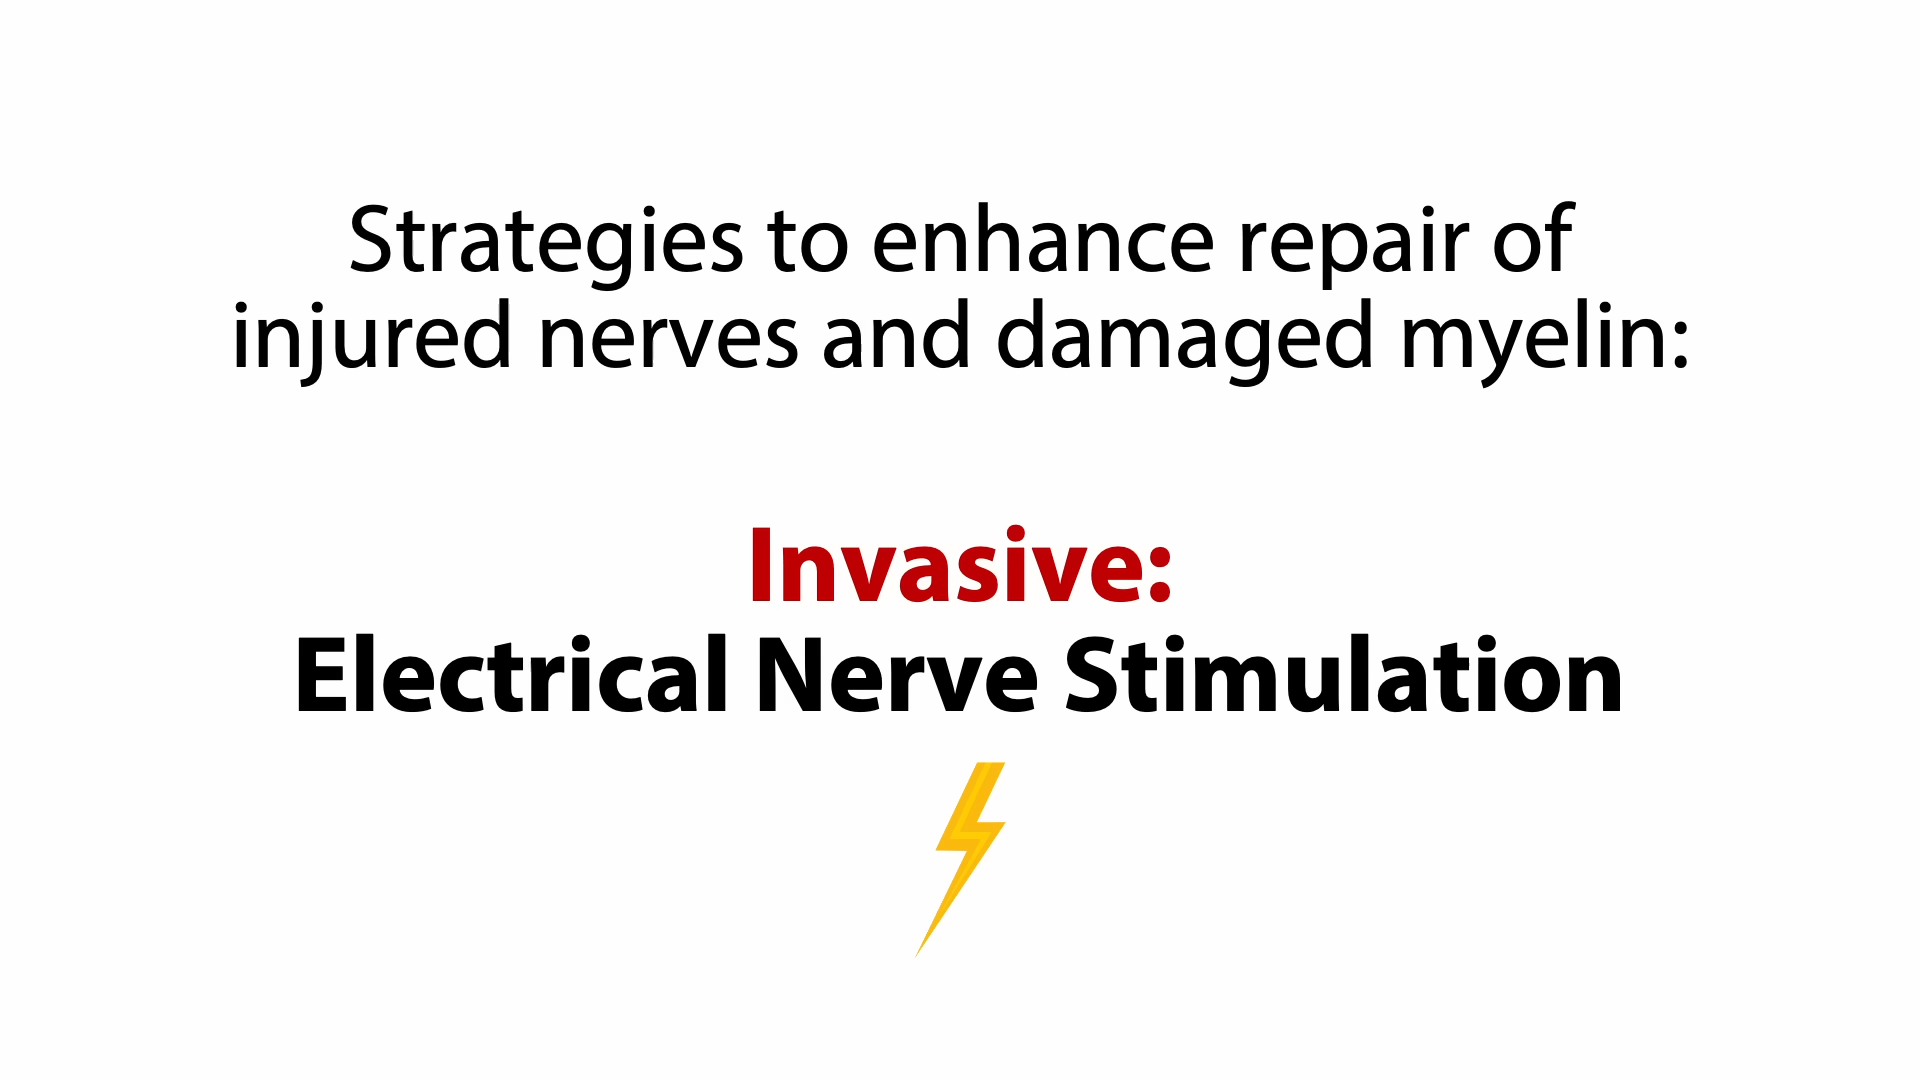 Strategies to enhance repair of
injured nerves and damaged myelin:
Invasive:
Electrical Nerve Stimulation